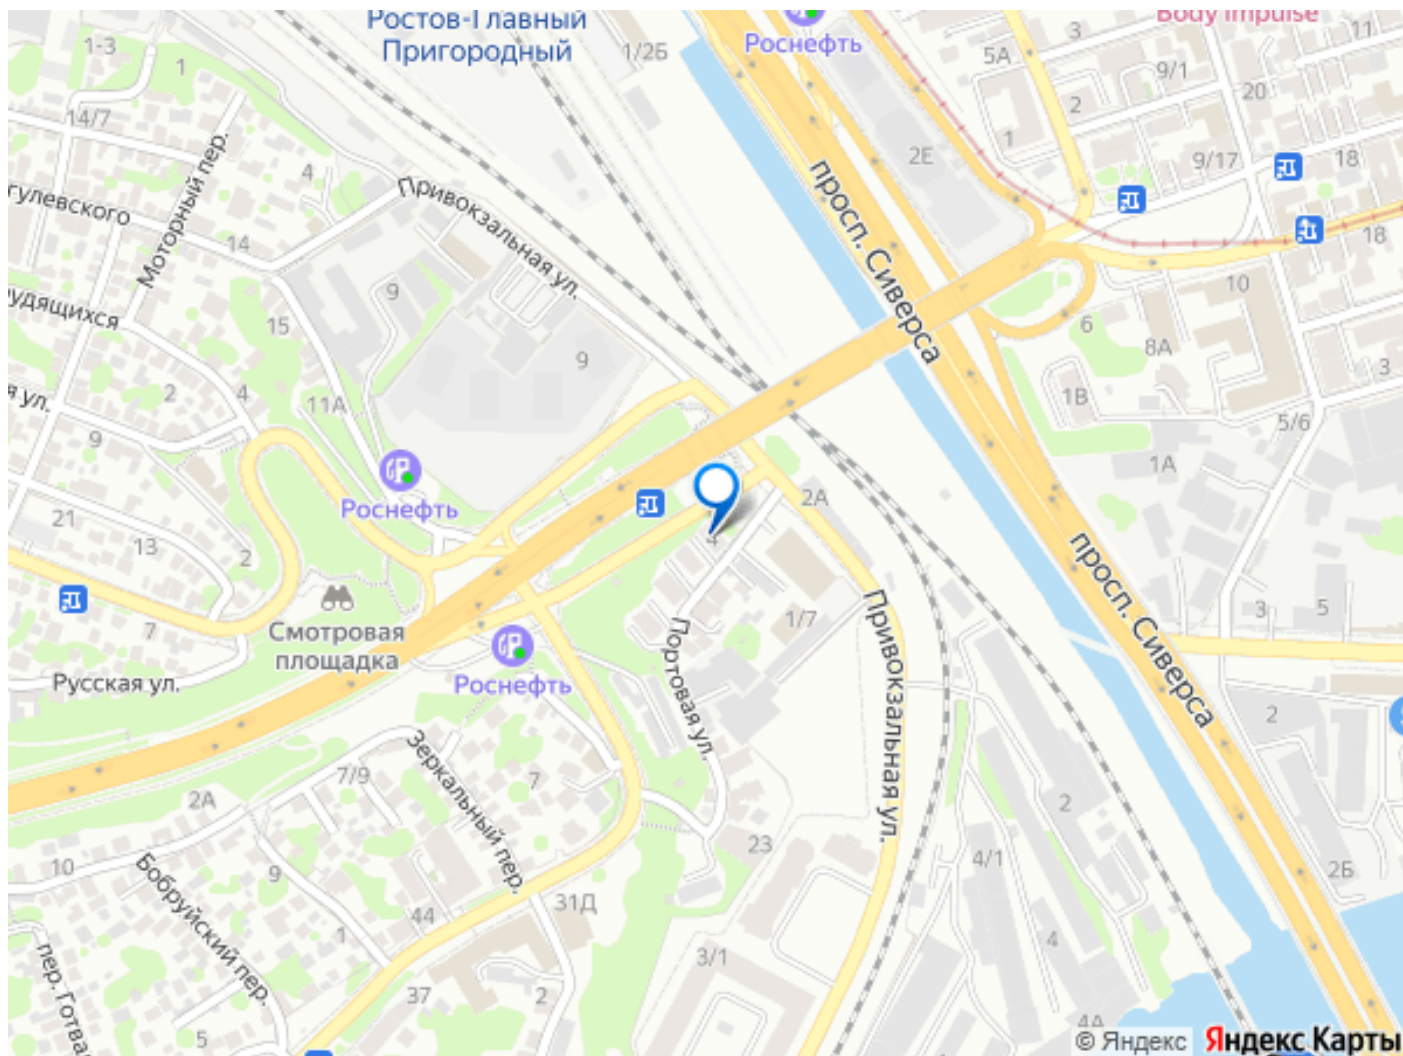 Ростов-Главный
Пригородный
1/2Б
Роснефть
Body Impulse
3
11
5А
9/1
20
2
1
1-3
1
14/7
4
Моторный пер.
2Е
9/17
18
гулевского
14
Привокзальная ул.
просп. Сиверса
18
10
удящихся
15
9
9
6
8А
3
2
4
11А
1В
5/6
я ул.
9
1А
Роснефть
2А
21
13
2
4
7
Смотровая
площадка
Русская ул.
Роснефть
Портовая ул.
1/7
Привокзальная ул.
просп. Сиверса
3
5
2
7/9
2А
Зеркальный пер.
7
10
9
23
2
4/1
2Б
Бобруйский пер.
44
31Д
1
3/1
4
пер. Готва
37
2
5
4А
© Яндекс
Яндекс Карты